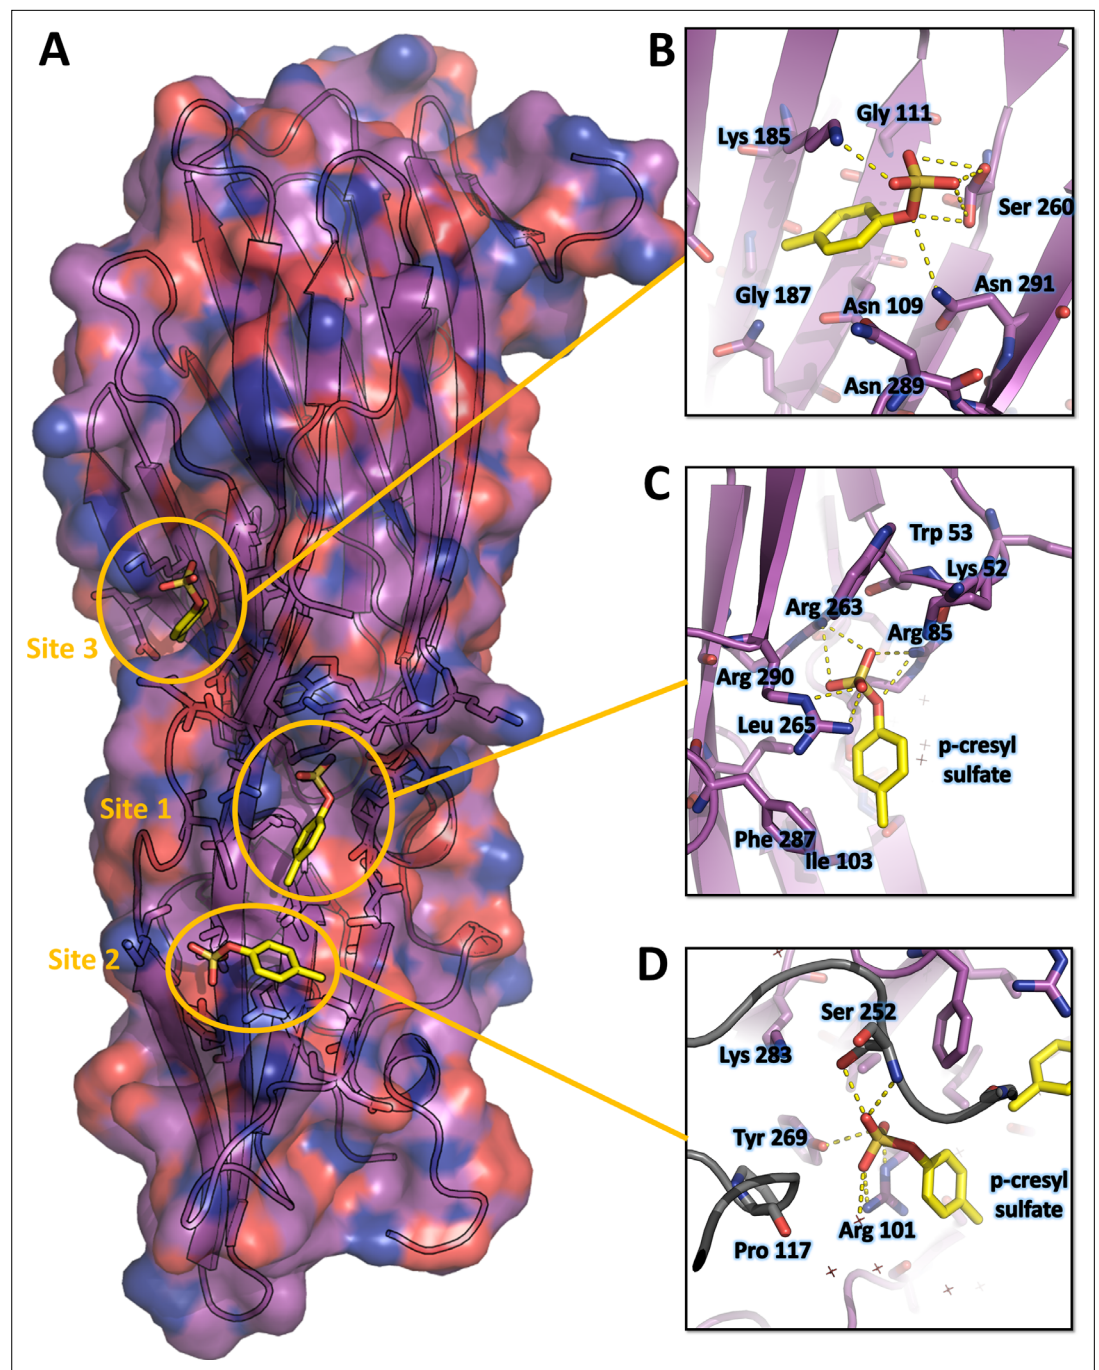 A
Site 3
Site 1
Site 2
B
Gly 111
Lys 185
Ser 260
Gly 187
Asn 109
Asn 291
Asn 289
C
Trp 53
Lys 52
Arg 263
Arg 85
Arg 290
Leu 265
p-cresyl
sulfate
Phe 287
Ile 103
D
Ser 252
Lys 283
Tyr 269
p-cresyl
sulfate
Arg 101
Pro 117